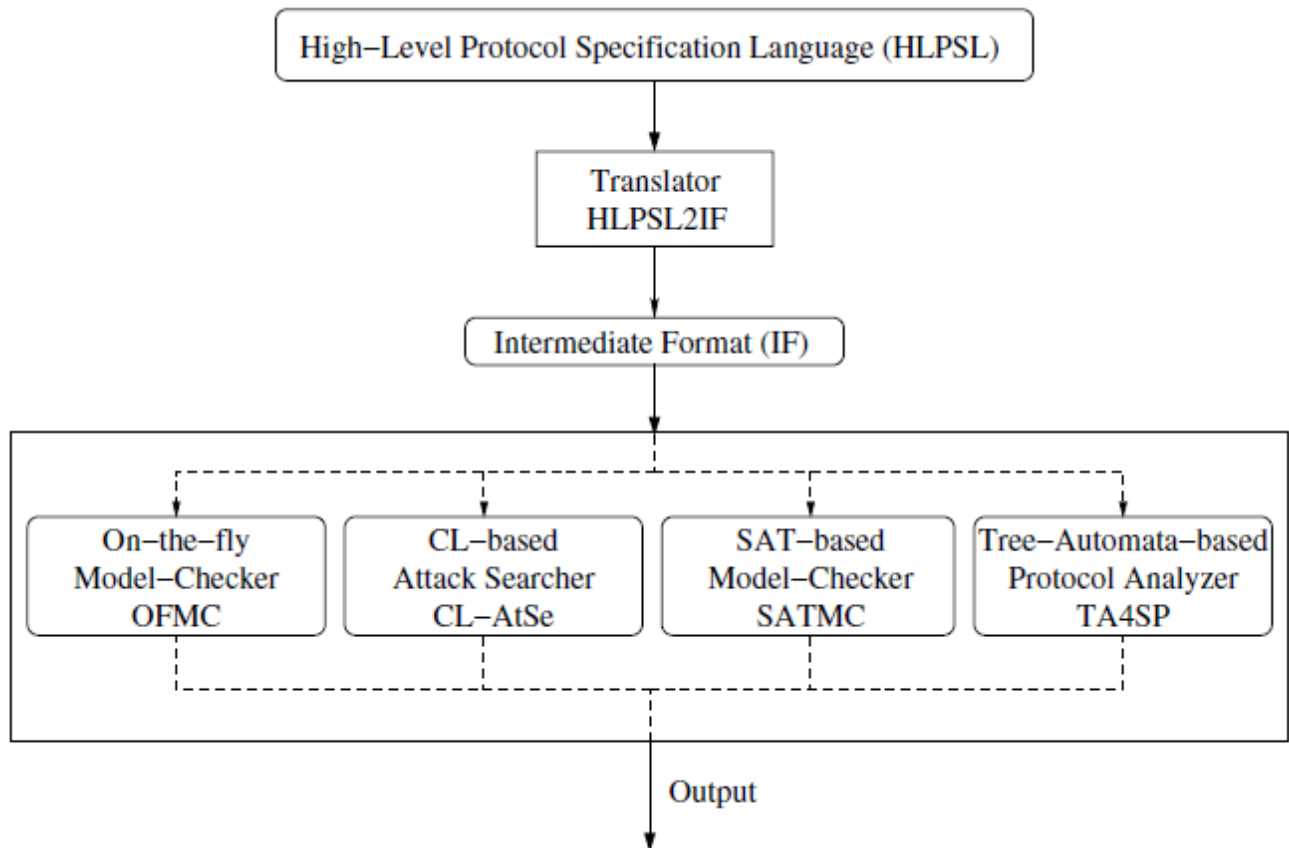 High−Level Protocol Specification Language (HLPSL)
Translator
HLPSL2IF
Intermediate Format (IF)
On−the−fly
Model−Checker
OFMC
CL−based
Attack Searcher
CL−AtSe
SAT−based
Model−Checker
SATMC
Tree−Automata−based
Protocol Analyzer
TA4SP
Output